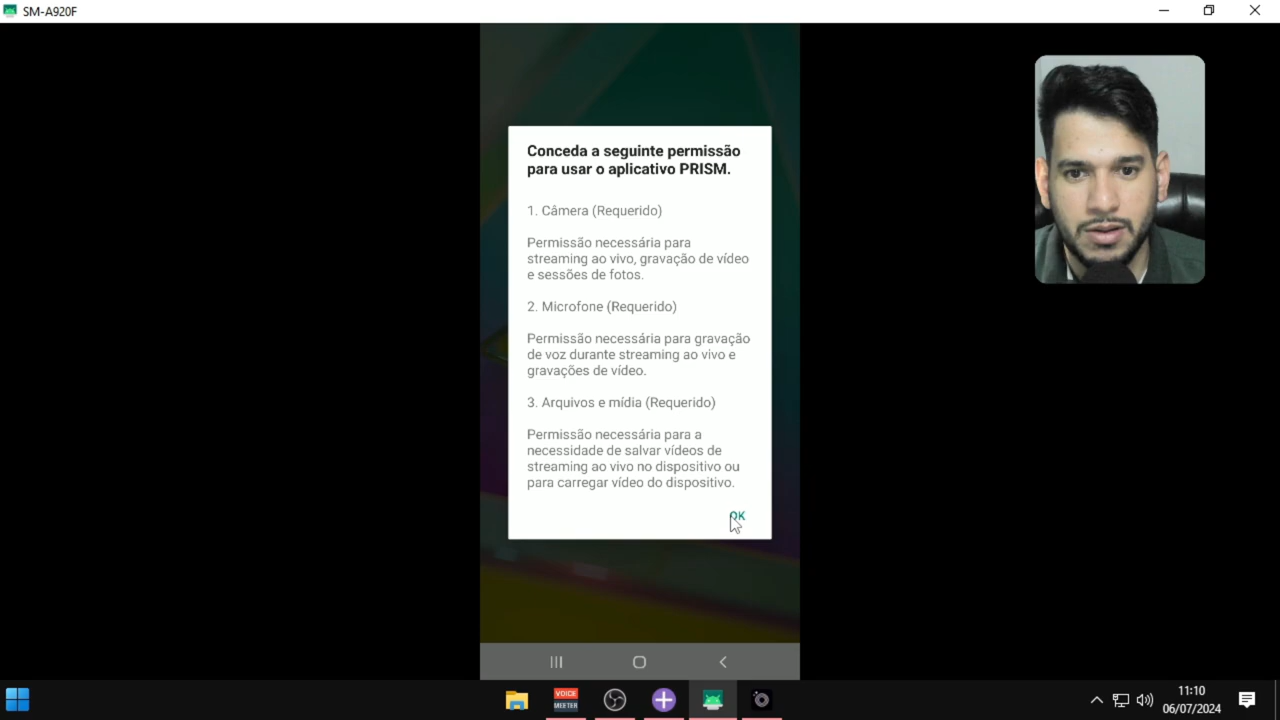 SM-A920F
Conceda a seguinte permissão
para usar o aplicativo PRISM.
1. Câmera (Requerido)
Permissão necessária para
streaming ao vivo, gravação de vídeo
e sessões de fotos.
2. Microfone (Requerido)
Permissão necessária para gravação
de voz durante streaming ao vivo e
gravações de vídeo.
3. Arquivos e mídia (Requerido)
Permissão necessária para a
necessidade de salvar vídeos de
streaming ao vivo no dispositivo ou
para carregar vídeo do dispositivo.
OK
VOICE
MEETER
11:10
06/07/2024